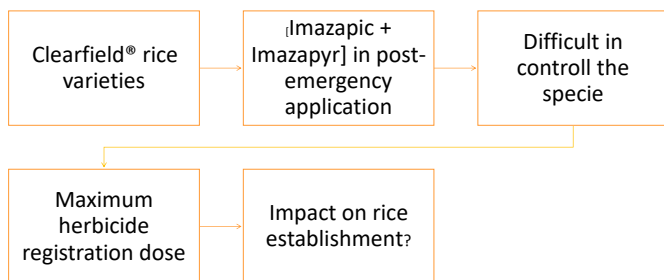 Clearfield® rice
varieties
[Imazapic +
Imazapyr] in post-
emergency
application
Difficult in
controll the
specie
Maximum
herbicide
registration dose
Impact on rice
establishment?